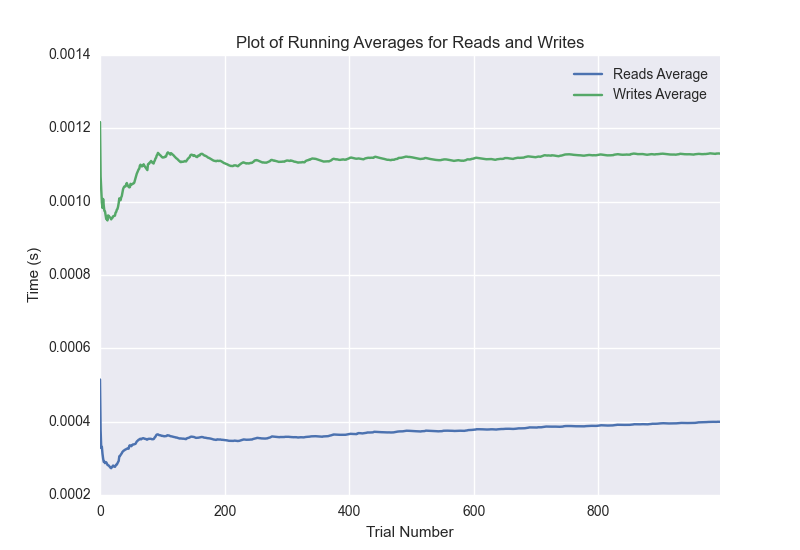 Plot of Running Averages for Reads and Writes
0.0014
0.0012
0.0010
0.0008
0.0006
0.0004
0.0002
Time (s)
Reads Average
Writes Average
0
200
400
600
800
Trial Number